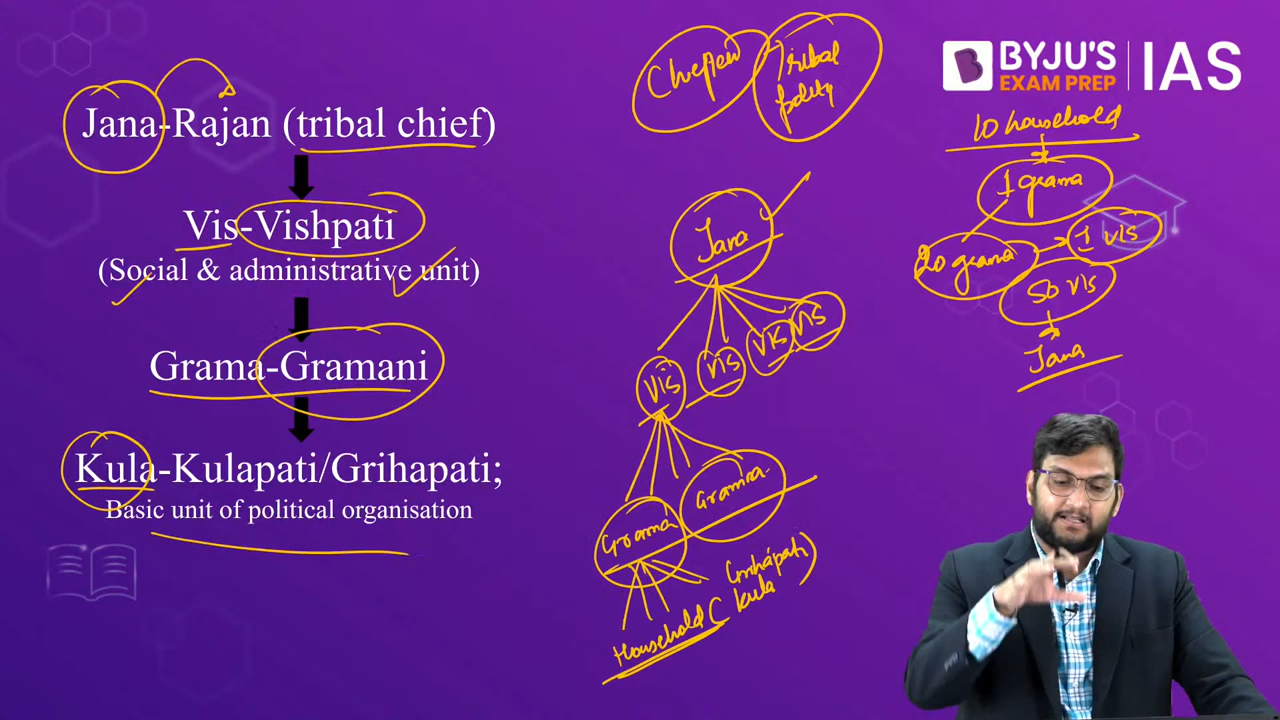 Jana-Rajan (tribal chief)
Vis-Vishpati
(Social & administrative unit)
Grama-Gramani
Kula-Kulapati/Grihapati;
Basic unit of political organisation
Tribal
polity
Jana
Vis
Vis
Vis
Vis
Grama
Grama
Household (
Grihapati)
Kula
BYJU'S
EXAM PREP
IAS
10 household
1 grama
20 grama
1 Vis
50 Vis
Jana